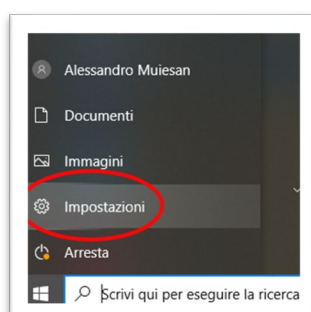 Alessandro Muiesan
Documenti
Immagini
Impostazioni
Arresta
Scrivi qui per eseguire la ricerca